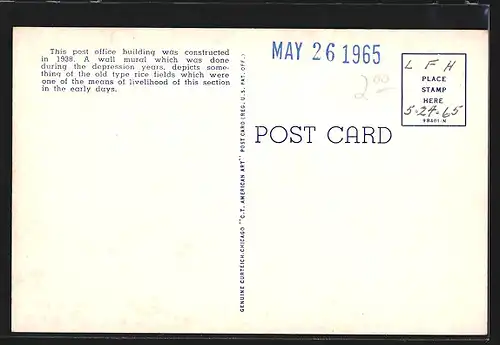 This post office building was constructed
in 1938. A wall mural which was done
during the depression years, depicts some-
thing of the old type rice fields which were
one of the means of livelihood of this section
in the early days.
MAY 26 1965
2.00
POST CARD
L F H
PLACE
STAMP
HERE
5-24-65
GENUINE CURTEICH-CHICAGO "C.T. AMERICAN ART" POST CARD (REG. U.S. PAT. OFF.)